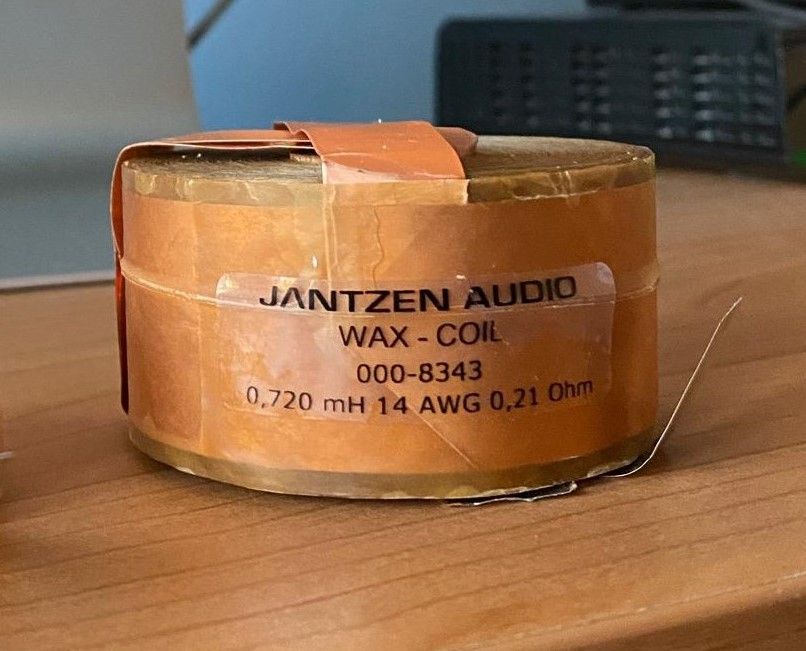 JANTZEN AUDIO
WAX - COIL
000-8343
0,720 mH 14 AWG 0,21 Ohm